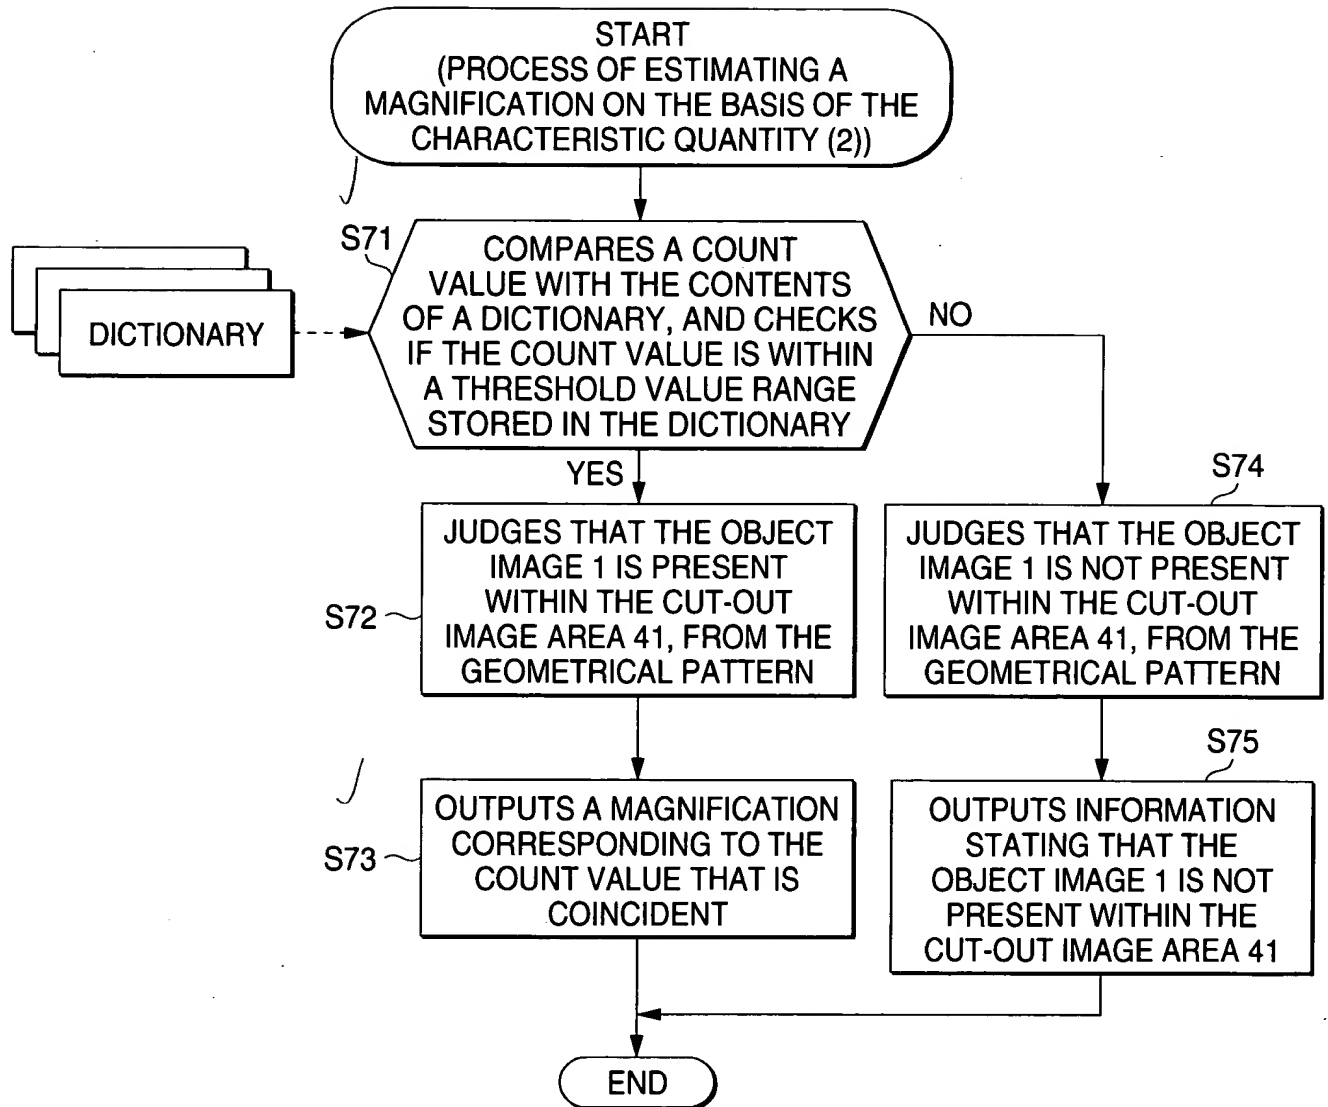 START
(PROCESS OF ESTIMATING A
MAGNIFICATION ON THE BASIS OF THE
CHARACTERISTIC QUANTITY (2))
S71
COMPARES A COUNT
VALUE WITH THE CONTENTS
OF A DICTIONARY, AND CHECKS
IF THE COUNT VALUE IS WITHIN
A THRESHOLD VALUE RANGE
STORED IN THE DICTIONARY
DICTIONARY
NO
YES
S72
JUDGES THAT THE OBJECT
IMAGE 1 IS PRESENT
WITHIN THE CUT-OUT
IMAGE AREA 41, FROM THE
GEOMETRICAL PATTERN
S74
JUDGES THAT THE OBJECT
IMAGE 1 IS NOT PRESENT
WITHIN THE CUT-OUT
IMAGE AREA 41, FROM THE
GEOMETRICAL PATTERN
S73
OUTPUTS A MAGNIFICATION
CORRESPONDING TO THE
COUNT VALUE THAT IS
COINCIDENT
S75
OUTPUTS INFORMATION
STATING THAT THE
OBJECT IMAGE 1 IS NOT
PRESENT WITHIN THE
CUT-OUT IMAGE AREA 41
END